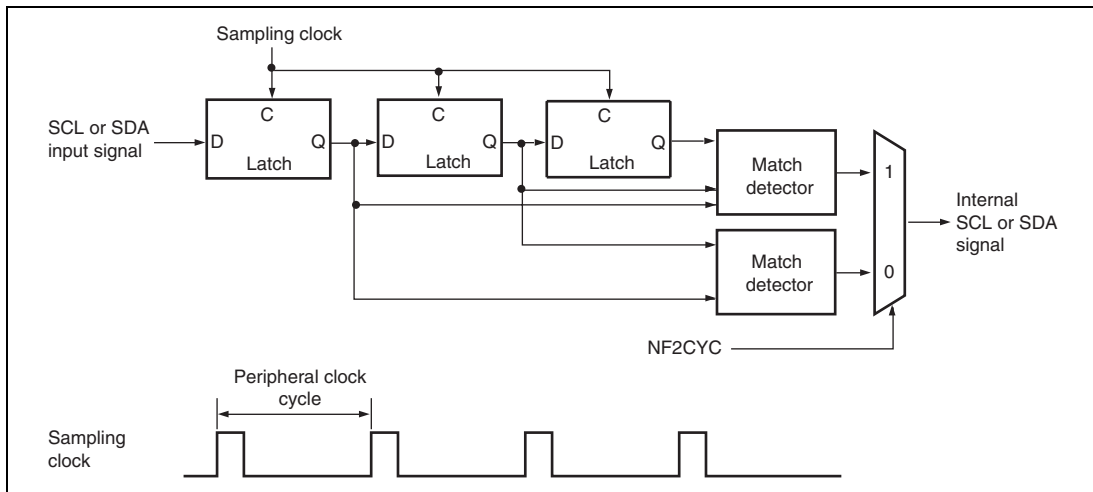 Sampling clock
SCL or SDA
input signal
D
C
Q
Latch
D
C
Q
Latch
D
C
Q
Latch
Match
detector
Match
detector
1
0
Internal
SCL or SDA
signal
NF2CYC
Peripheral clock
cycle
Sampling
clock